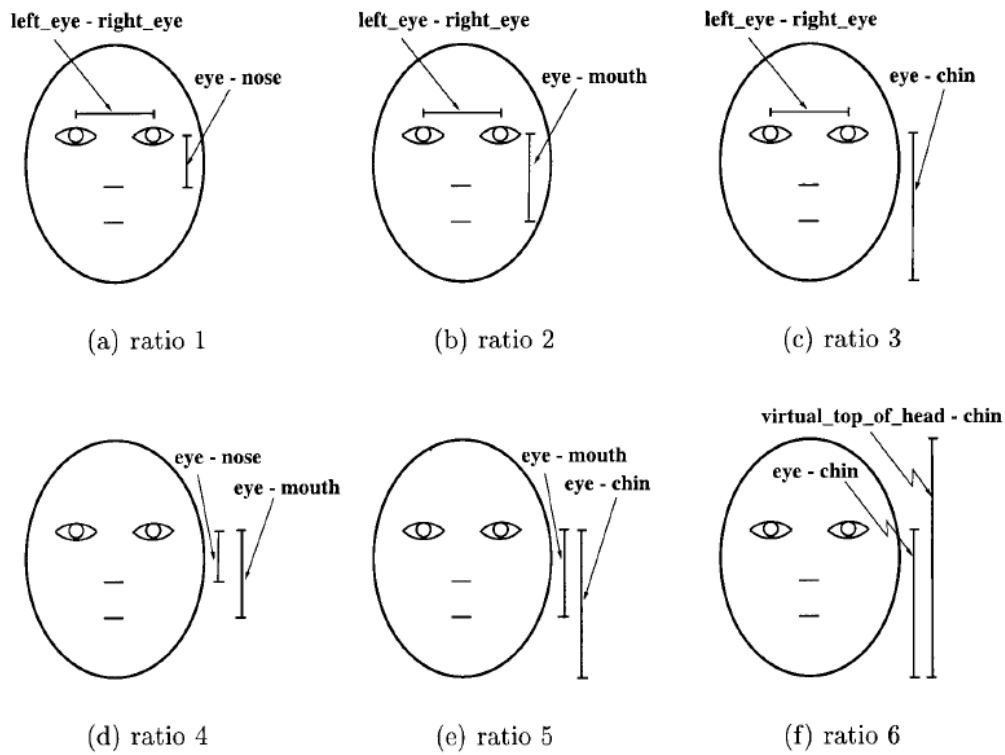 left_eye - right_eye
eye - nose
(a) ratio 1
left_eye - right_eye
eye - mouth
(b) ratio 2
left_eye - right_eye
eye - chin
(c) ratio 3
eye - nose
eye - mouth
(d) ratio 4
eye - mouth
eye - chin
(e) ratio 5
virtual_top_of_head - chin
eye - chin
(f) ratio 6